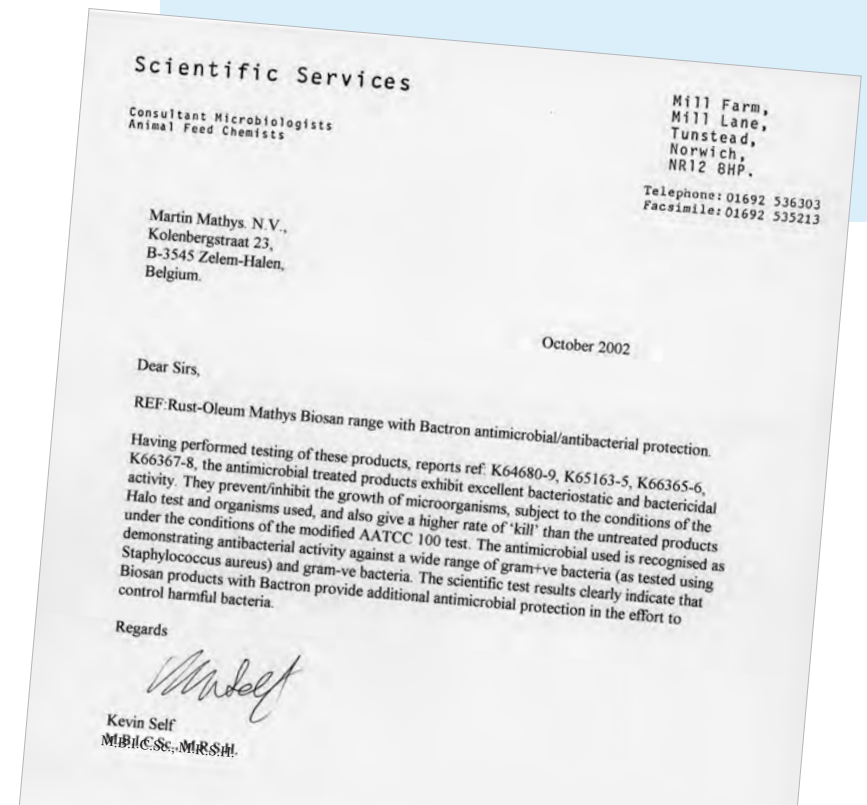 Scientific Services
Consultant Microbiologists
Animal Feed Chemists
Mill Farm,
Mill Lane,
Tunstead,
Norwich,
NR12 8HP.
Telephone: 01692 536303
Facsimile: 01692 535213
Martin Mathys. N.V.,
Kolenbergstraat 23,
B-3545 Zelem-Halen,
Belgium.
October 2002
Dear Sirs,
REF:Rust-Oleum Mathys Biosan range with Bactron antimicrobial/antibacterial protection.
Having performed testing of these products, reports ref: K64680-9, K65163-5, K66365-6,
K66367-8, the antimicrobial treated products exhibit excellent bacteriostatic and bactericidal
activity. They prevent/inhibit the growth of microorganisms, subject to the conditions of the
Halo test and organisms used, and also give a higher rate of 'kill' than the untreated products
under the conditions of the modified AATCC 100 test. The antimicrobial used is recognised as
demonstrating antibacterial activity against a wide range of gram+ve bacteria (as tested using
Staphylococcus aureus) and gram-ve bacteria. The scientific test results clearly indicate that
Biosan products with Bactron provide additional antimicrobial protection in the effort to
control harmful bacteria.
Regards
Kevin Self
M.B.I.C.Sc., M.R.S.H.